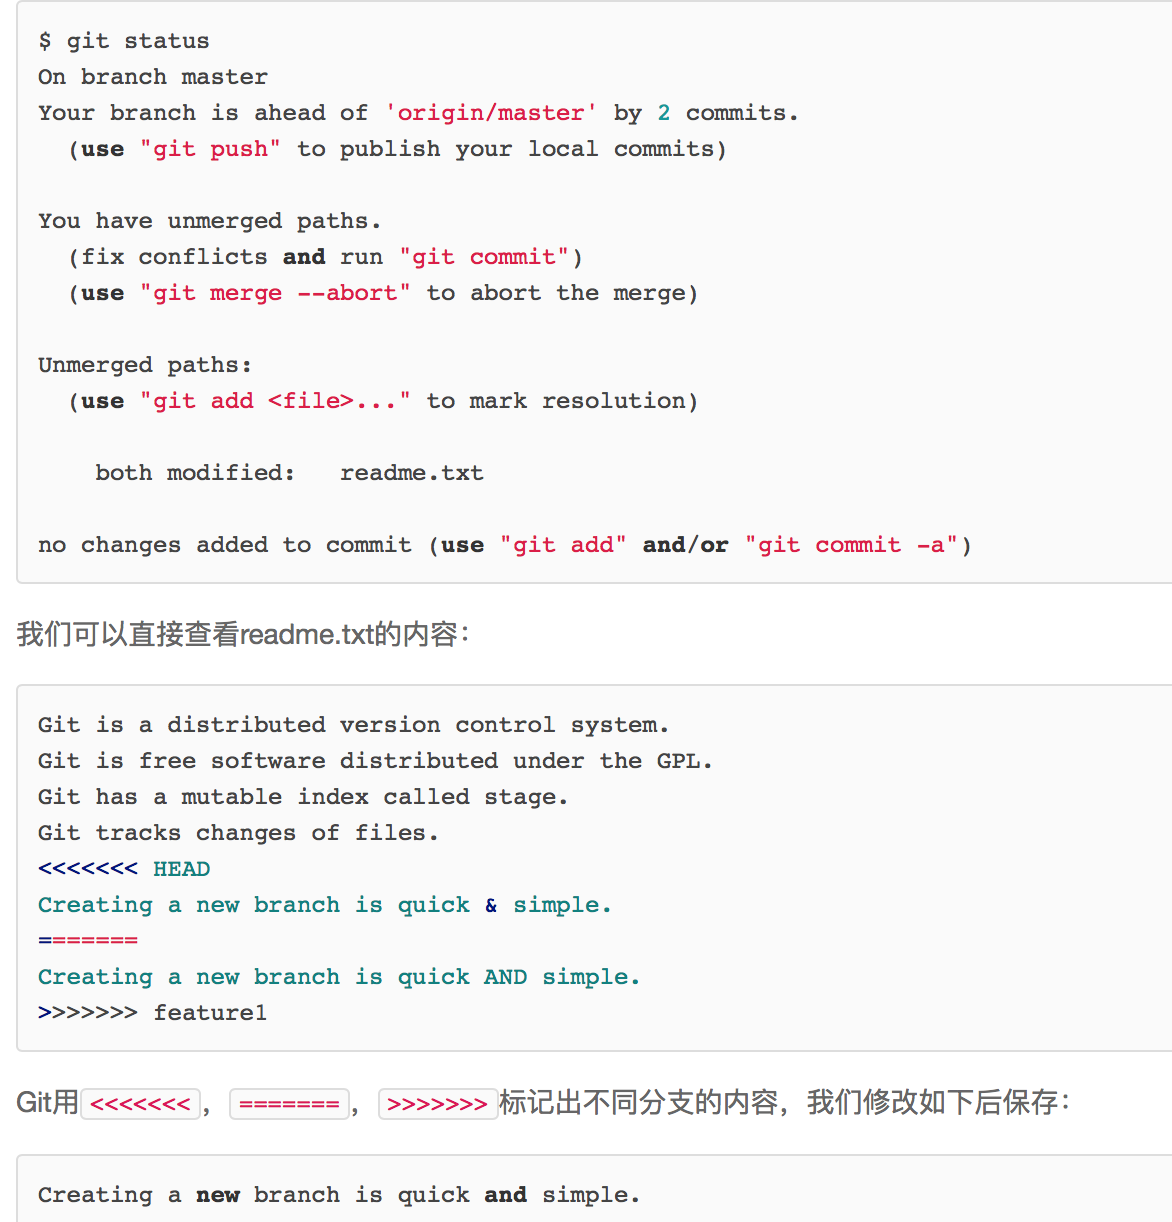 $ git status
On branch master
Your branch is ahead of 'origin/master' by 2 commits.
  (use "git push" to publish your local commits)

You have unmerged paths.
  (fix conflicts and run "git commit")
  (use "git merge --abort" to abort the merge)

Unmerged paths:
  (use "git add <file>..." to mark resolution)

    both modified:   readme.txt

no changes added to commit (use "git add" and/or "git commit -a")
我们可以直接查看readme.txt的内容：
Git is a distributed version control system.
Git is free software distributed under the GPL.
Git has a mutable index called stage.
Git tracks changes of files.
<<<<<<< HEAD
Creating a new branch is quick & simple.
=======
Creating a new branch is quick AND simple.
>>>>>>> feature1
Git用<<<<<<<，=======，>>>>>>>标记出不同分支的内容，我们修改如下后保存：
Creating a new branch is quick and simple.